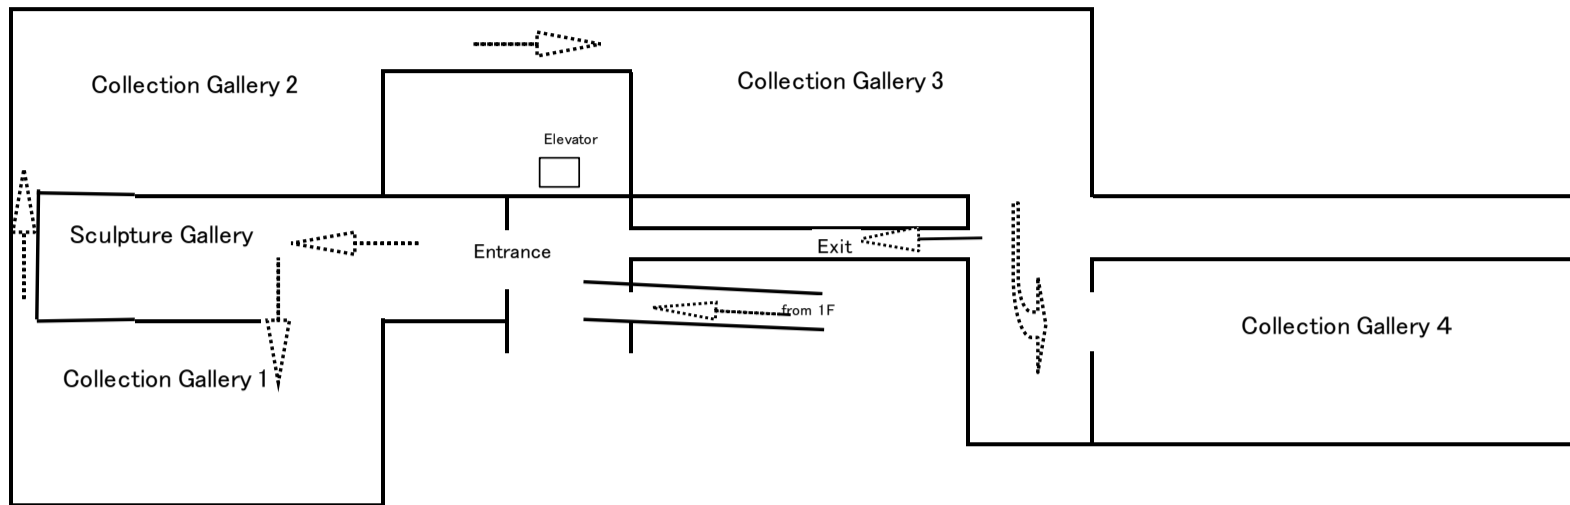 Collection Gallery 2
Collection Gallery 3
Elevator
Sculpture Gallery
Entrance
Exit
from 1F
Collection Gallery 4
Collection Gallery 1